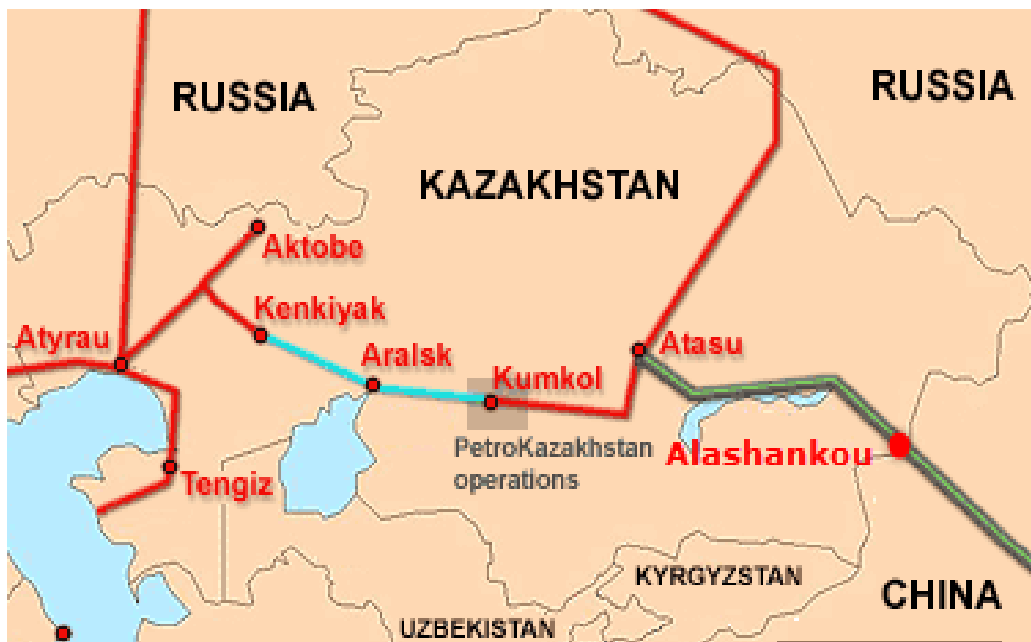 RUSSIA
RUSSIA
KAZAKHSTAN
Aktobe
Kenkiyak
Atyrau
Aralsk
Atasu
Kumkol
PetroKazakhstan
operations
Alashankou
Tengiz
KYRGYZSTAN
CHINA
UZBEKISTAN